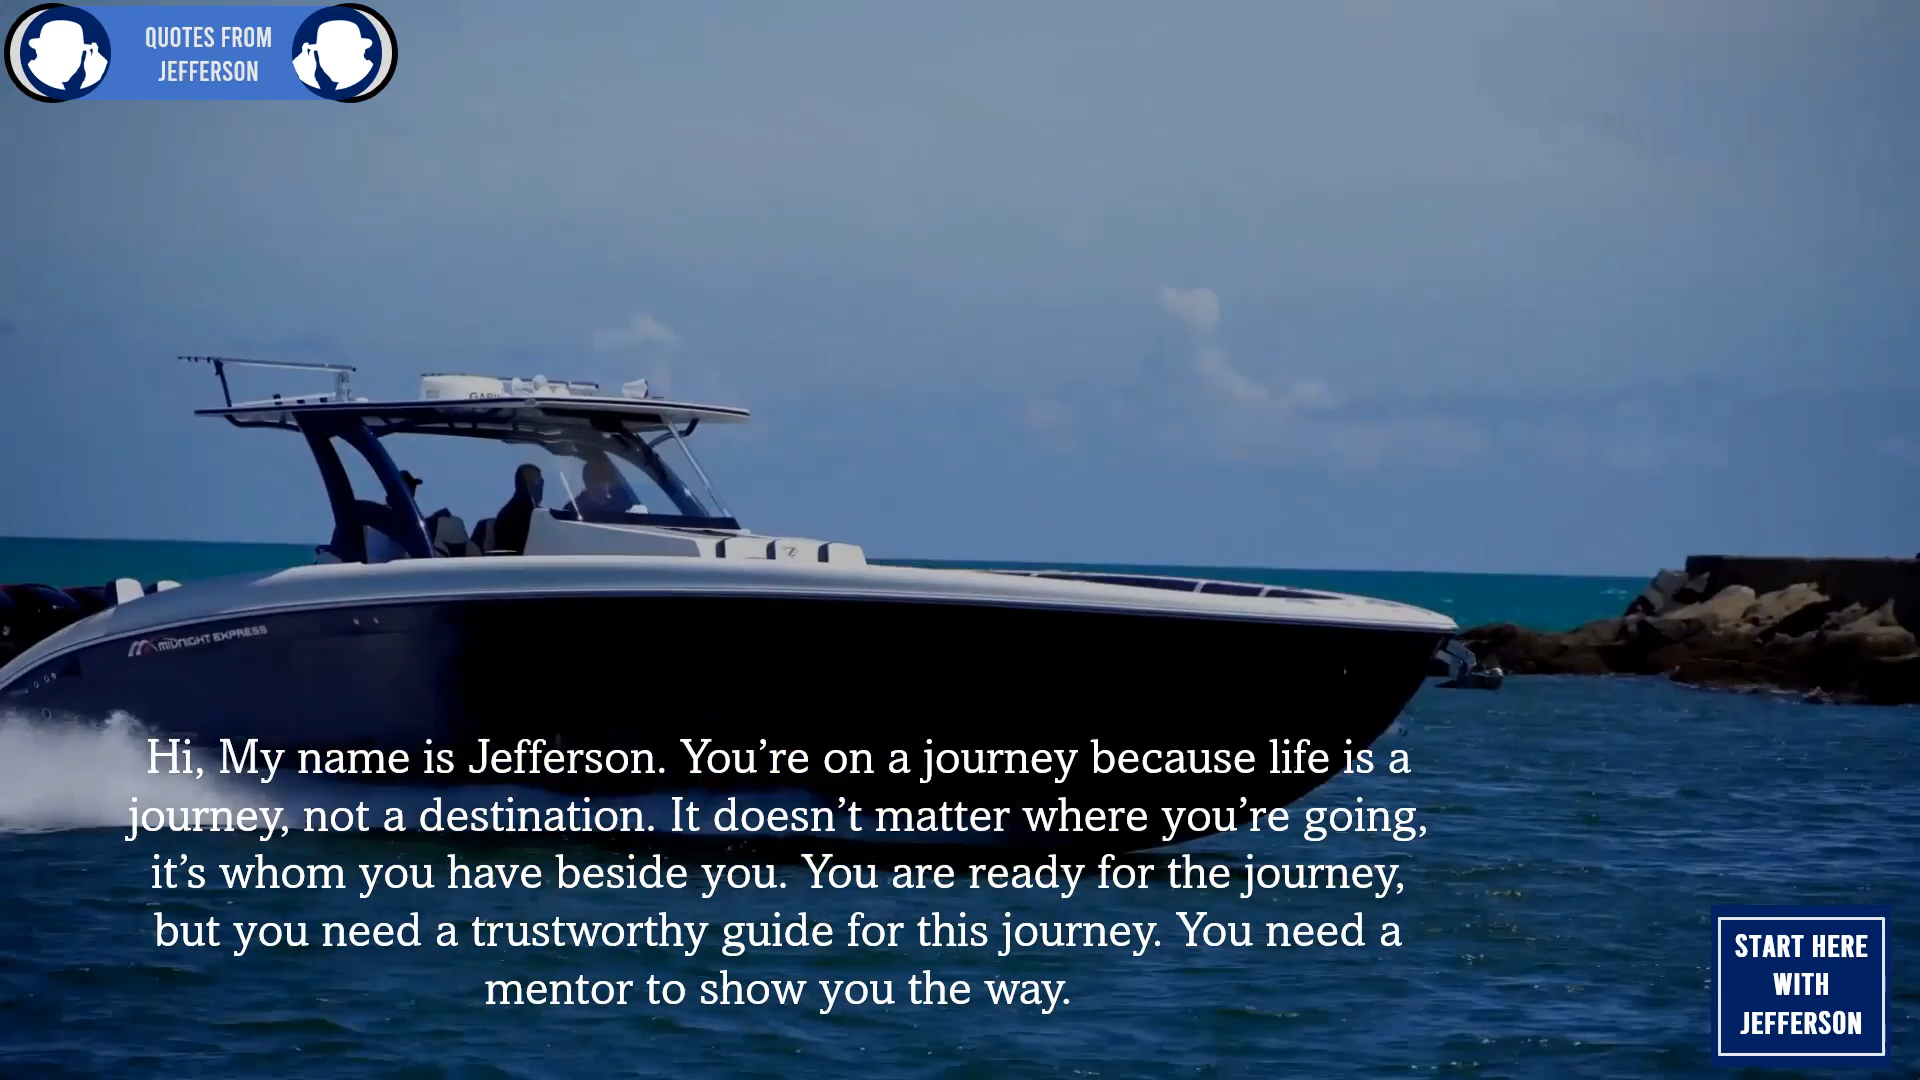 QUOTES FROM
JEFFERSON
MIDNIGHT EXPRESS
Hi, My name is Jefferson. You’re on a journey because life is a
journey, not a destination. It doesn’t matter where you’re going,
it’s whom you have beside you. You are ready for the journey,
but you need a trustworthy guide for this journey. You need a
mentor to show you the way.
START HERE
WITH
JEFFERSON